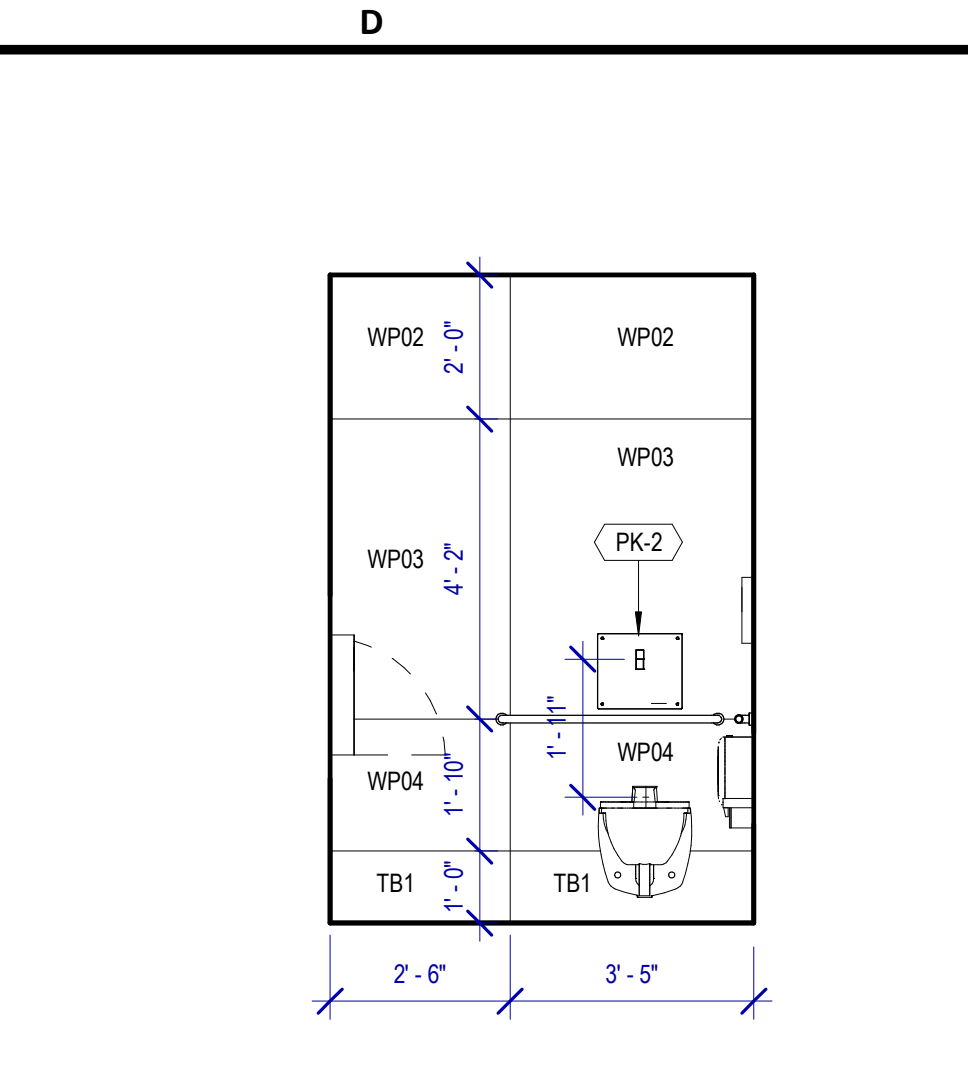 D
WP02
2' - 0"
WP02
WP03
PK-2
WP03
4' - 2"
1' - 11"
WP04
WP04
1' - 10"
TB1
1' - 0"
TB1
2' - 6"
3' - 5"